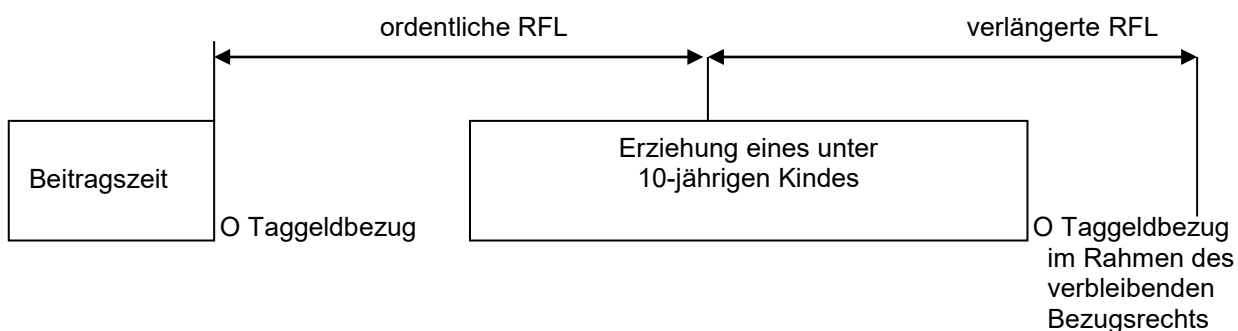 ordentliche RFL
verlängerte RFL
Beitragszeit
Erziehung eines unter
10-jährigen Kindes
O Taggeldbezug
O Taggeldbezug
im Rahmen des
verbleibenden
Bezugsrechts